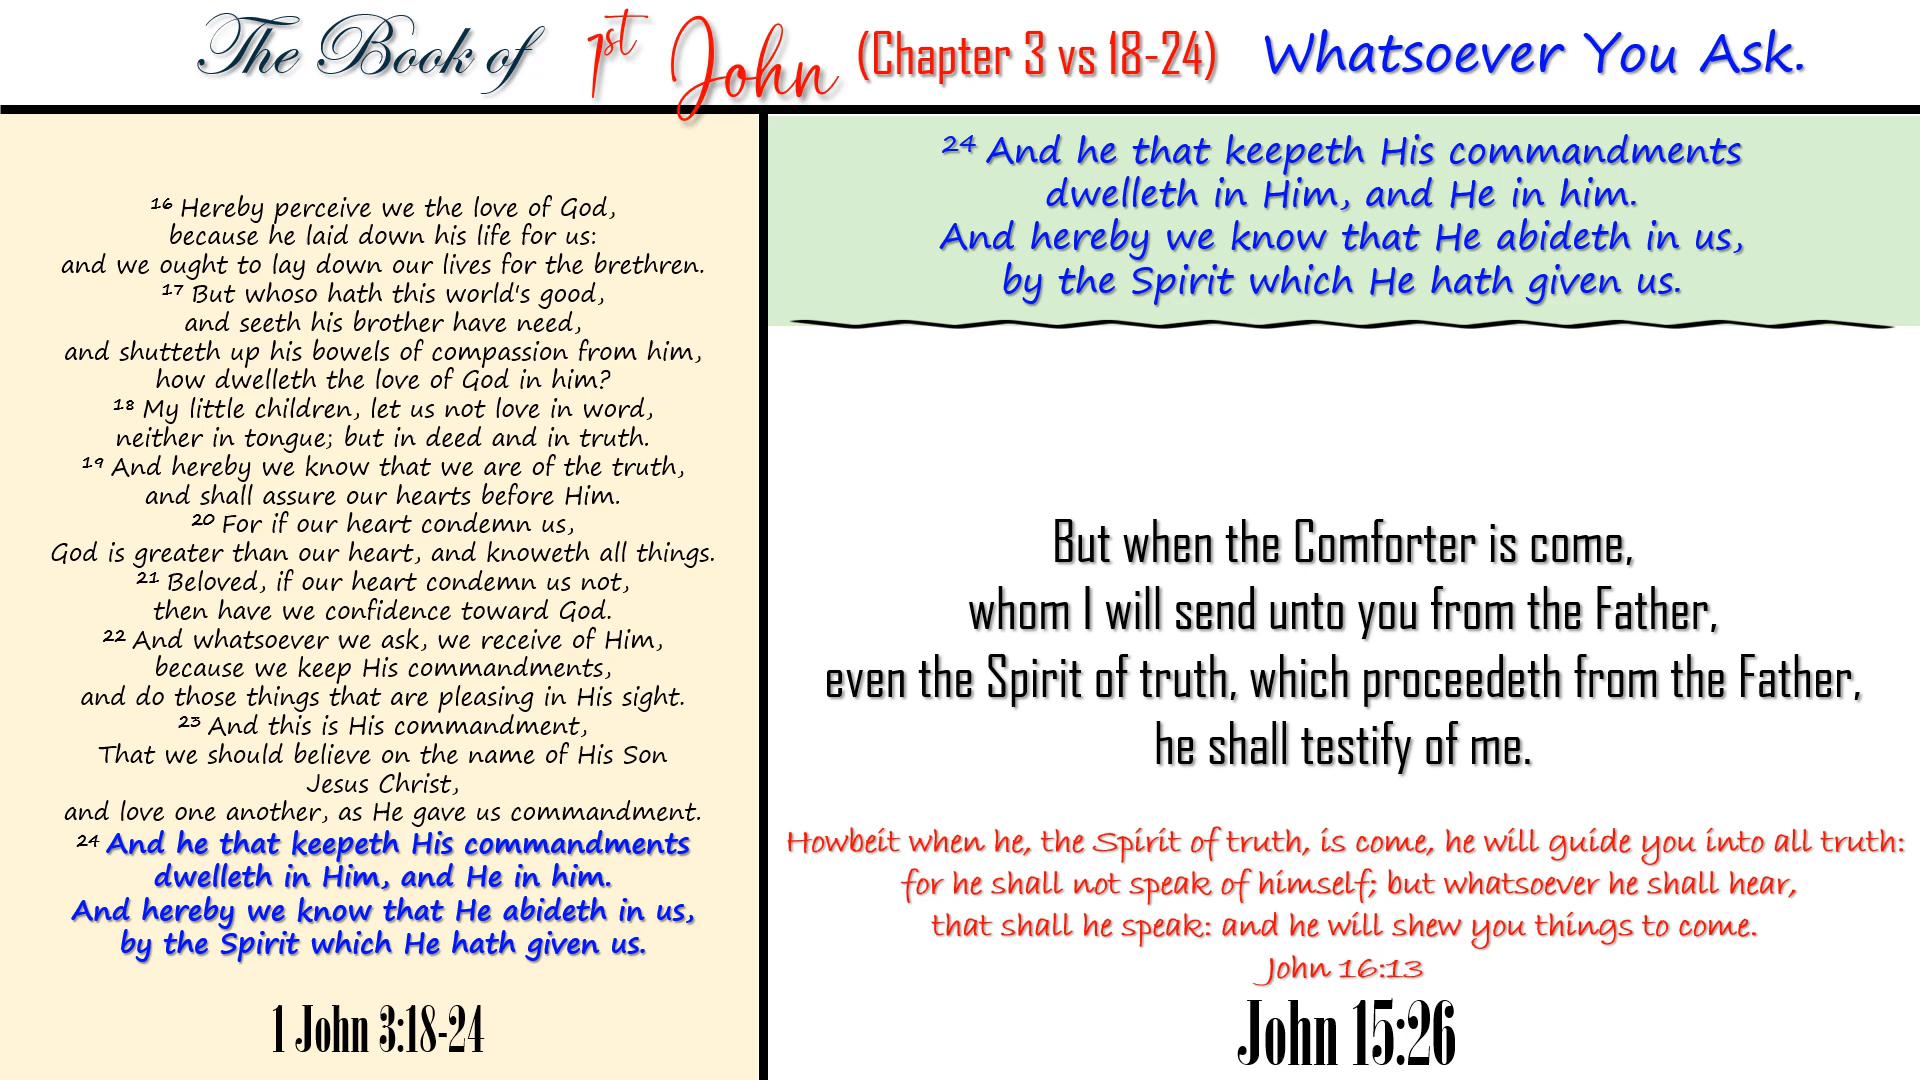 The Book of 1st John (Chapter 3 vs 18-24) Whatsoever You Ask.
16 Hereby perceive we the love of God,
because he laid down his life for us:
and we ought to lay down our lives for the brethren.
17 But whoso hath this world's good,
and seeth his brother have need,
and shutteth up his bowels of compassion from him,
how dwelleth the love of God in him?
18 My little children, let us not love in word,
neither in tongue; but in deed and in truth.
19 And hereby we know that we are of the truth,
and shall assure our hearts before Him.
20 For if our heart condemn us,
God is greater than our heart, and knoweth all things.
21 Beloved, if our heart condemn us not,
then have we confidence toward God.
22 And whatsoever we ask, we receive of Him,
because we keep His commandments,
and do those things that are pleasing in His sight.
23 And this is His commandment,
That we should believe on the name of His Son
Jesus Christ,
and love one another, as He gave us commandment.
24 And he that keepeth His commandments
dwelleth in Him, and He in him.
And hereby we know that He abideth in us,
by the Spirit which He hath given us.
1 John 3:18-24
24 And he that keepeth His commandments
dwelleth in Him, and He in him.
And hereby we know that He abideth in us,
by the Spirit which He hath given us.
But when the Comforter is come,
whom I will send unto you from the Father,
even the Spirit of truth, which proceedeth from the Father,
he shall testify of me.
Howbeit when he, the Spirit of truth, is come, he will guide you into all truth:
for he shall not speak of himself; but whatsoever he shall hear,
that shall he speak: and he will shew you things to come.
John 16:13
John 15:26